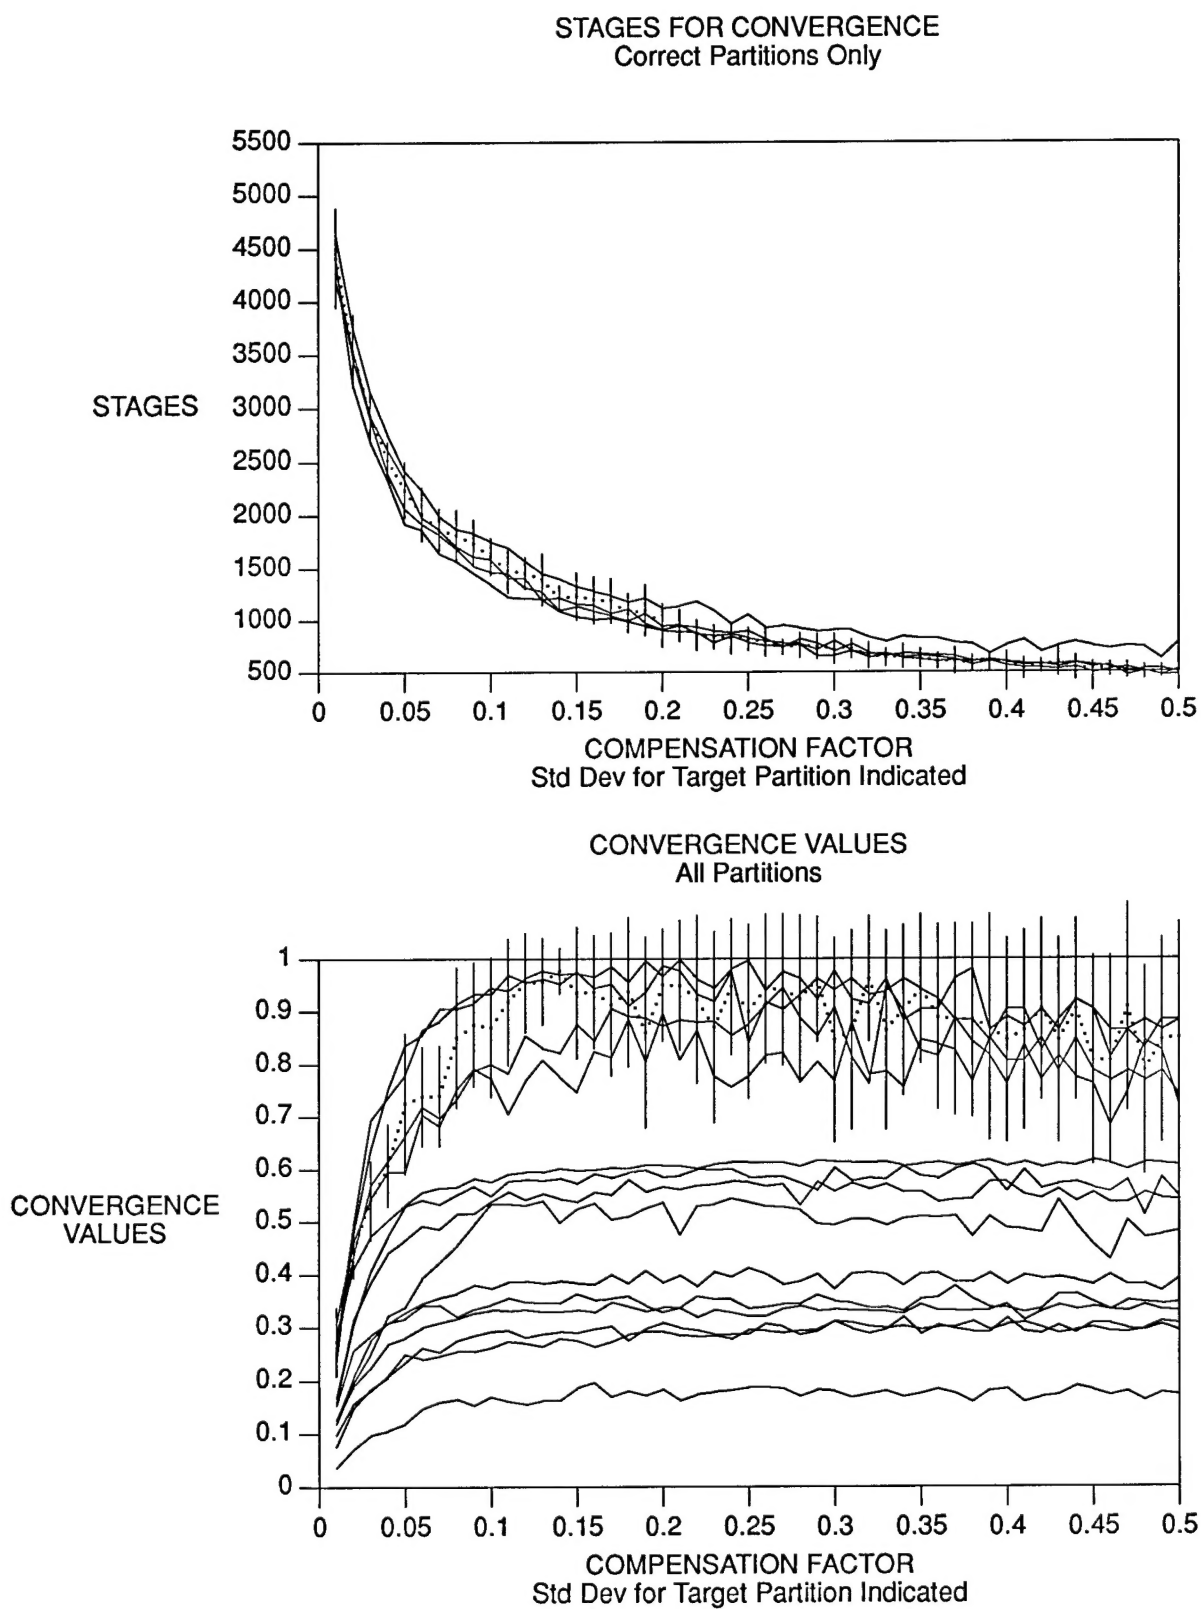 STAGES FOR CONVERGENCE
Correct Partitions Only
5500
5000
4500
4000
3500
STAGES 3000
2500
2000
1500
1000
500
0 0.05 0.1 0.15 0.2 0.25 0.3 0.35 0.4 0.45 0.5
COMPENSATION FACTOR
Std Dev for Target Partition Indicated
CONVERGENCE VALUES
All Partitions
1
0.9
0.8
0.7
0.6
CONVERGENCE
VALUES
0.5
0.4
0.3
0.2
0.1
0
0 0.05 0.1 0.15 0.2 0.25 0.3 0.35 0.4 0.45 0.5
COMPENSATION FACTOR
Std Dev for Target Partition Indicated